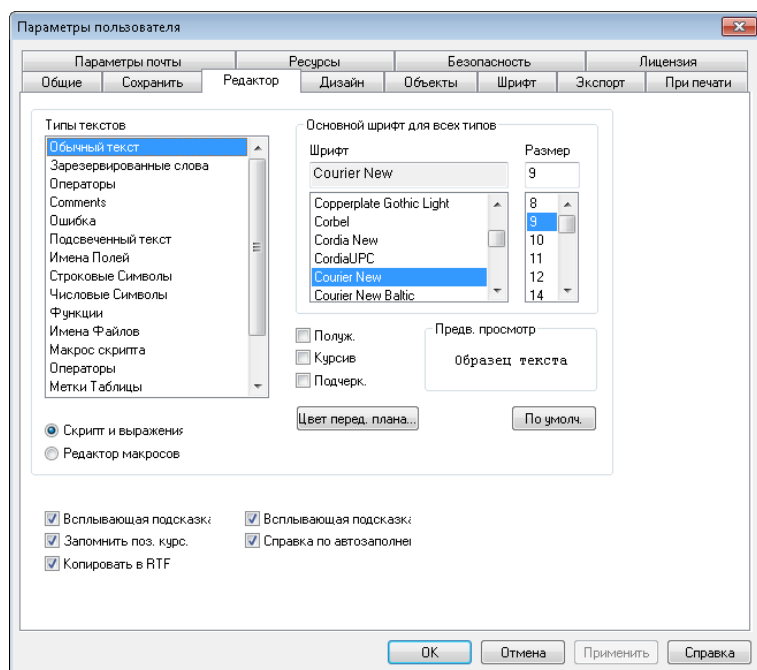 Параметры пользователя
Параметры почты Ресурсы Безопасность Лицензия
Общие Сохранить Редактор Дизайн Объекты Шрифт Экспорт При печати
Типы текстов
Обычный текст
Зарезервированные слова
Операторы
Comments
Ошибка
Подсвеченный текст
Имена Полей
Строковые Символы
Числовые Символы
Функции
Имена Файлов
Макрос скрипта
Операторы
Метки Таблицы
Основной шрифт для всех типов
Шрифт Размер
Courier New 9
Copperplate Gothic Light 8
Corbel 9
Cordia New 10
CordiaUPC 11
Courier New 12
Courier New Baltic 14
Полуж.
Курсив
Подчерк.
Предв. просмотр
Образец текста
Цвет перед. плана... По умолч.
Скрипт и выражения
Редактор макросов
Всплывающая подсказка Всплывающая подсказка
Запомнить поз. курс. Справка по автозаполнен
Копировать в RTF
OK Отмена Применить Справка